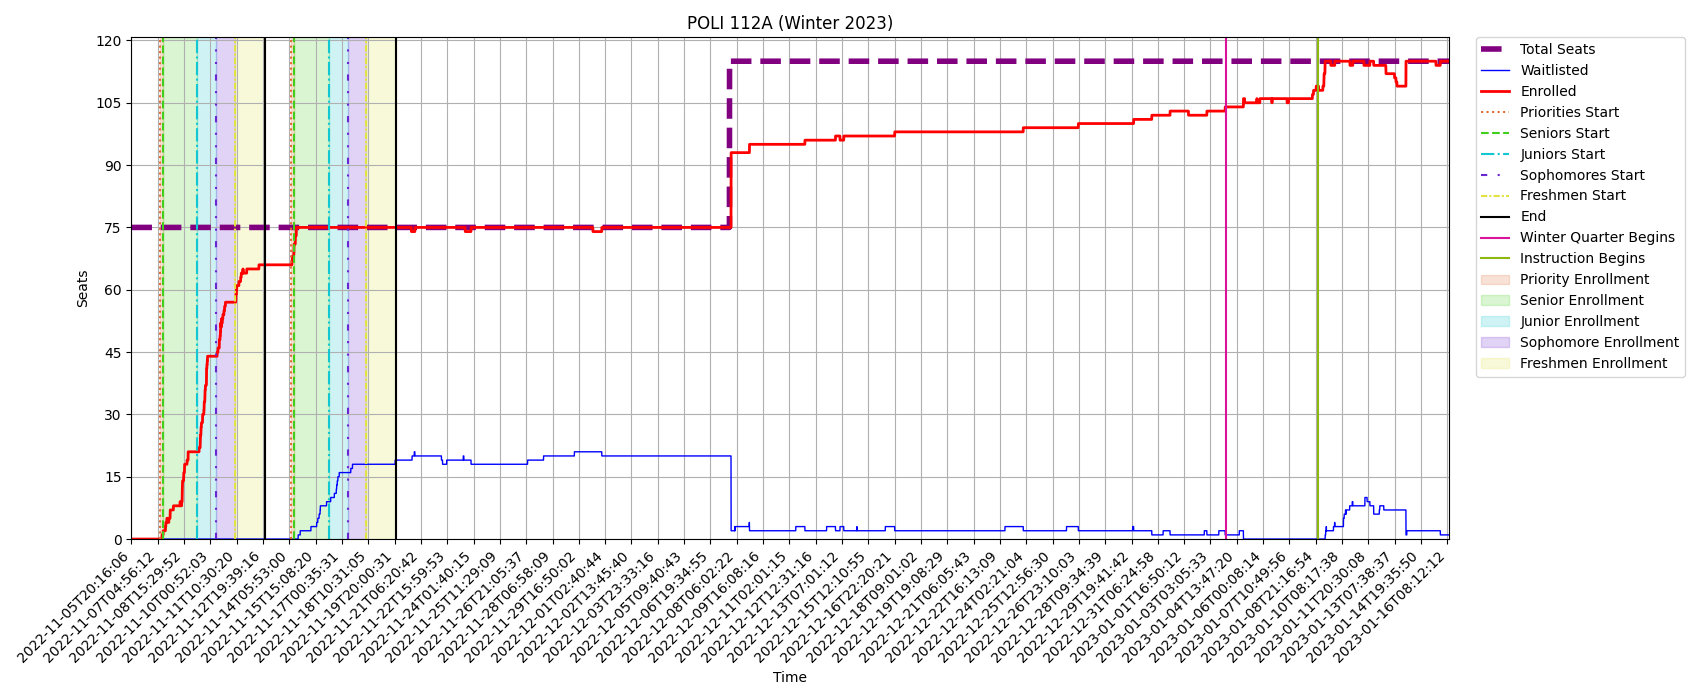 POLI 112A (Winter 2023)
120
105
90
75
60
45
30
15
0
Seats
Total Seats
Waitlisted
Enrolled
Priorities Start
Seniors Start
Juniors Start
Sophomores Start
Freshmen Start
End
Winter Quarter Begins
Instruction Begins
Priority Enrollment
Senior Enrollment
Junior Enrollment
Sophomore Enrollment
Freshmen Enrollment
2022-11-05T20:16:06
2022-11-07T04:56:12
2022-11-08T15:29:52
2022-11-10T00:52:03
2022-11-11T10:30:20
2022-11-12T19:39:16
2022-11-14T05:53:00
2022-11-15T15:08:20
2022-11-17T00:35:31
2022-11-18T10:31:05
2022-11-19T20:00:31
2022-11-21T06:20:42
2022-11-22T15:59:53
2022-11-24T01:40:15
2022-11-25T11:29:09
2022-11-26T21:05:37
2022-11-28T06:58:09
2022-11-29T16:50:02
2022-12-01T02:40:44
2022-12-02T13:45:40
2022-12-03T23:33:16
2022-12-05T09:40:43
2022-12-06T19:34:55
2022-12-08T06:02:22
2022-12-09T16:08:16
2022-12-11T02:01:15
2022-12-12T12:31:16
2022-12-13T07:01:12
2022-12-15T12:10:55
2022-12-16T22:20:21
2022-12-18T09:01:02
2022-12-19T19:08:29
2022-12-21T06:05:43
2022-12-22T16:13:09
2022-12-24T02:21:04
2022-12-25T12:56:30
2022-12-26T23:10:03
2022-12-28T09:34:39
2022-12-29T19:41:42
2022-12-31T06:24:58
2023-01-01T16:50:12
2023-01-03T03:05:33
2023-01-04T13:47:20
2023-01-06T00:08:14
2023-01-07T10:49:56
2023-01-08T21:16:54
2023-01-10T08:17:38
2023-01-11T20:30:08
2023-01-13T07:38:37
2023-01-14T19:35:50
2023-01-16T08:12:12
Time